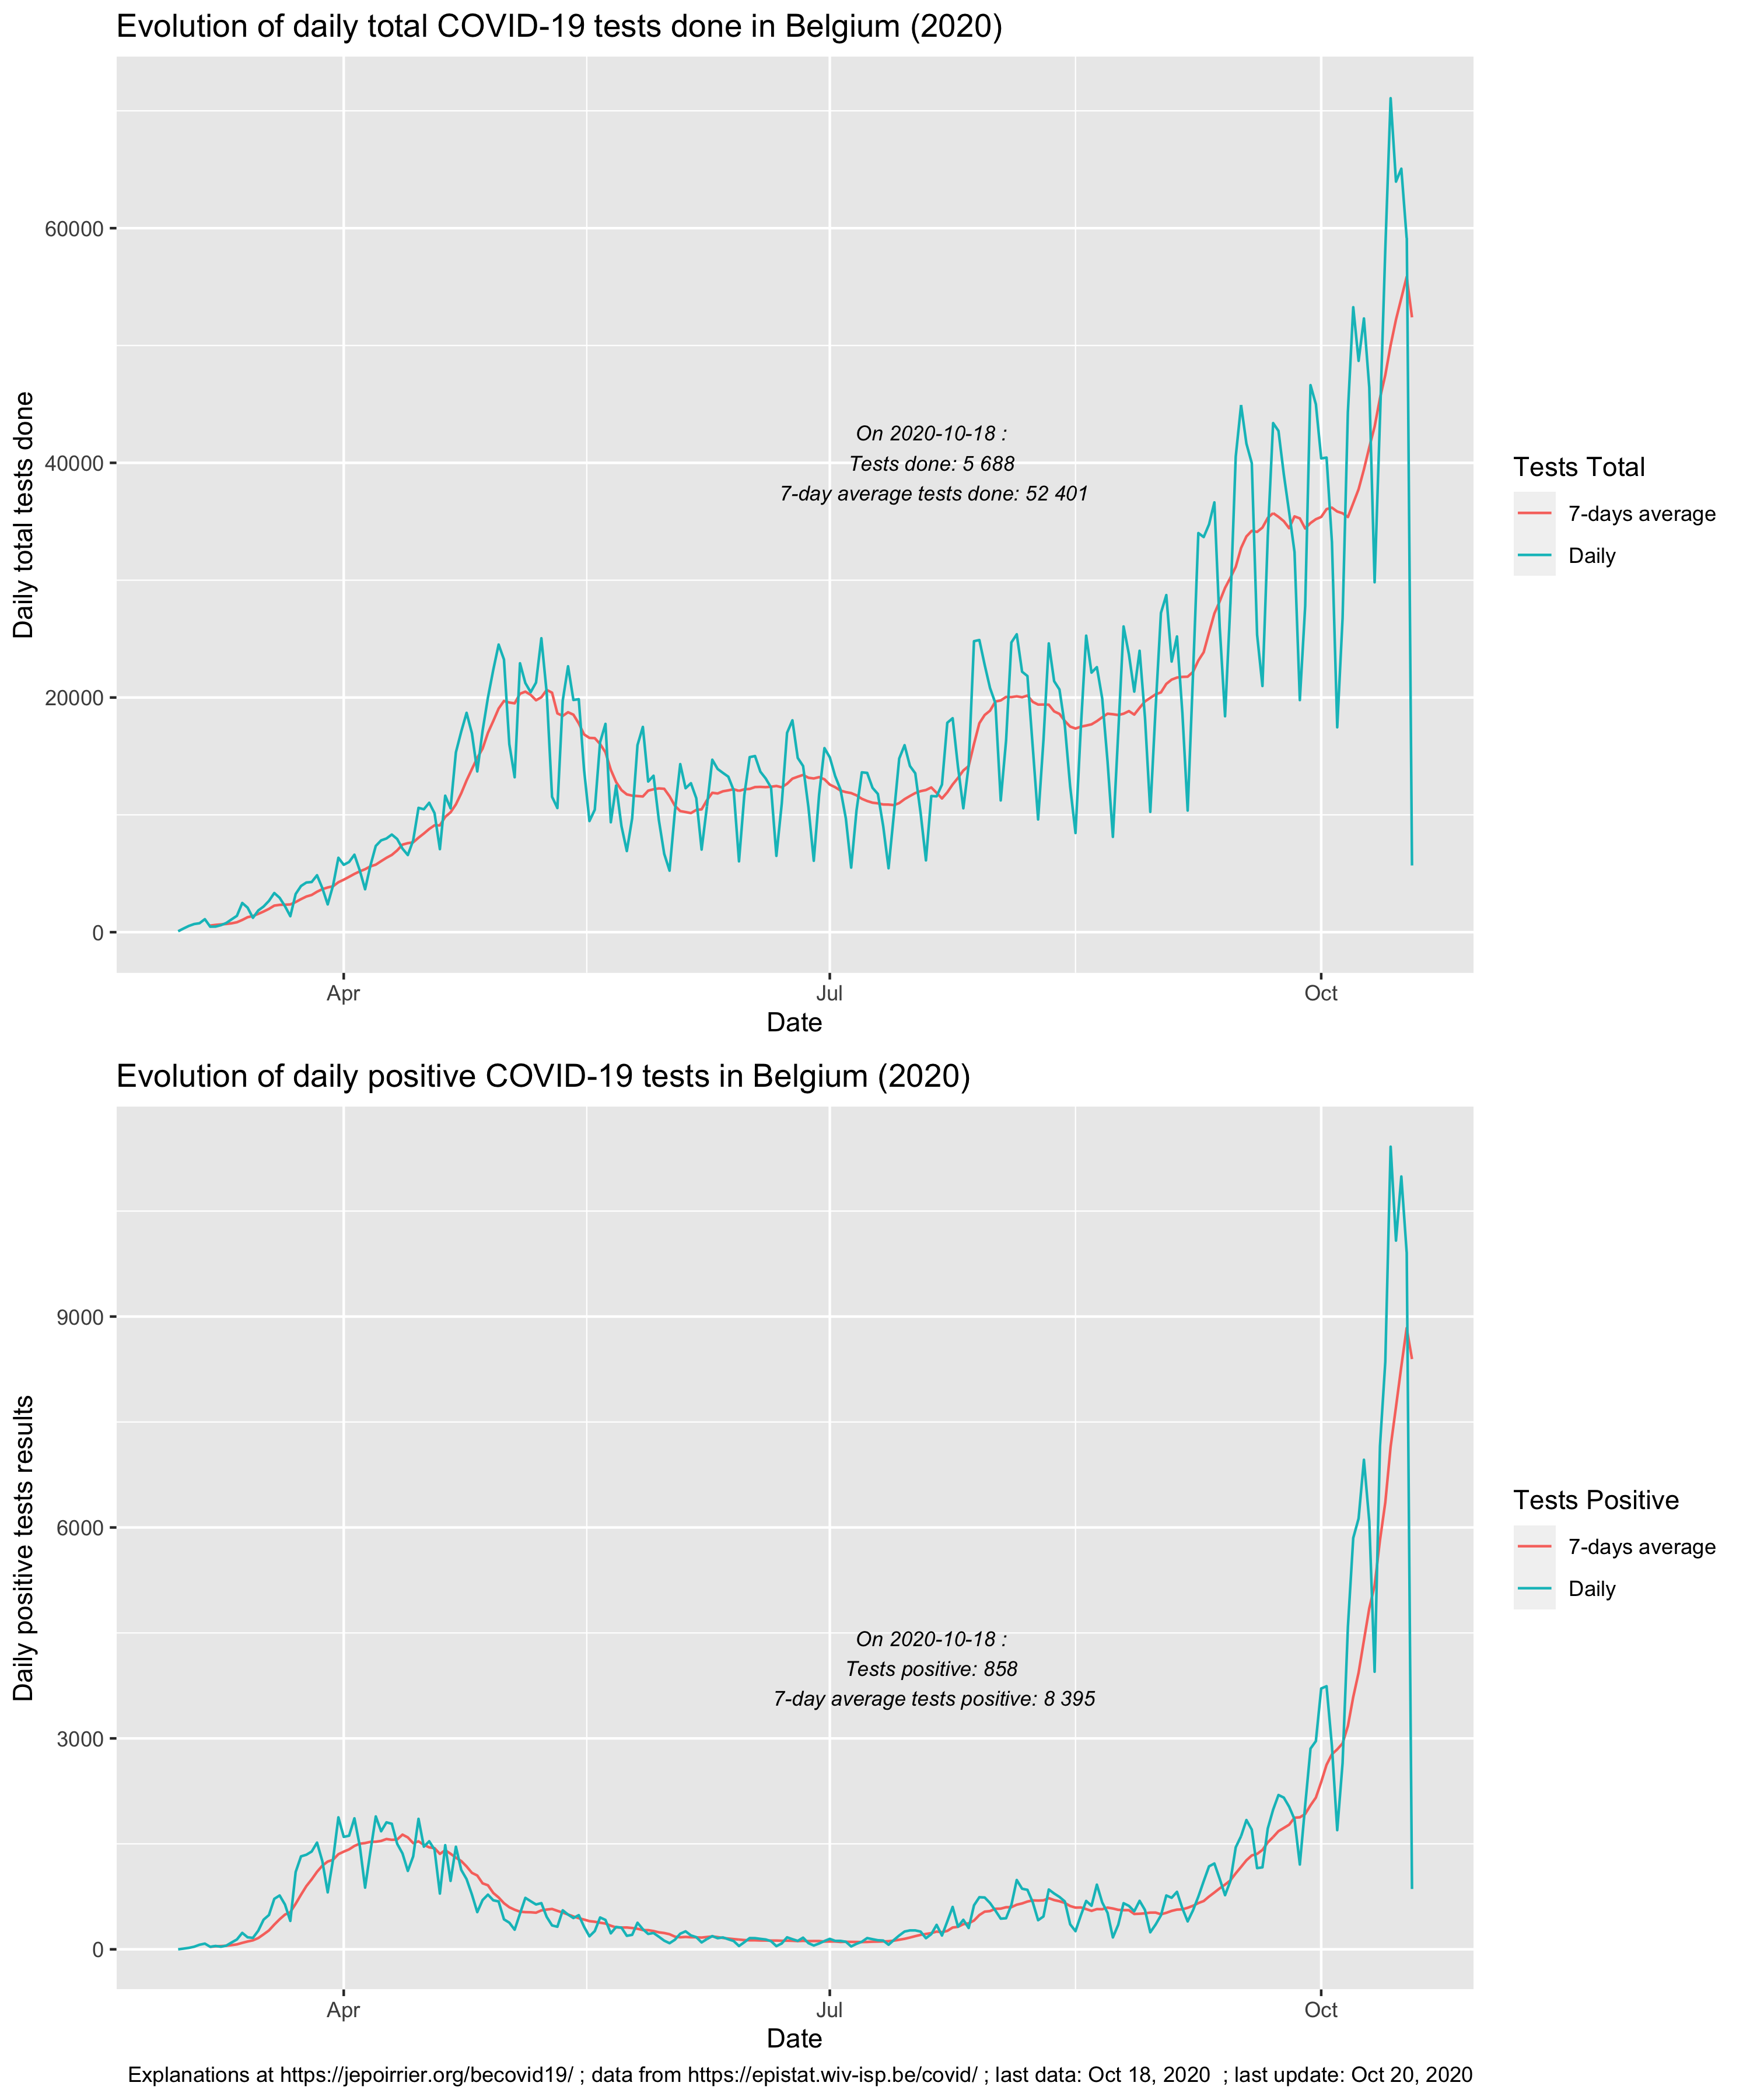 Evolution of daily total COVID-19 tests done in Belgium (2020)
Daily total tests done
60000
40000
20000
0
On 2020-10-18 :
Tests done: 5 688
7-day average tests done: 52 401
Tests Total
7-days average
Daily
Apr
Jul
Oct
Date
Evolution of daily positive COVID-19 tests in Belgium (2020)
Daily positive tests results
9000
6000
3000
0
On 2020-10-18 :
Tests positive: 858
7-day average tests positive: 8 395
Tests Positive
7-days average
Daily
Apr
Jul
Oct
Date
Explanations at https://jepoirrier.org/becovid19/ ; data from https://epistat.wiv-isp.be/covid/ ; last data: Oct 18, 2020  ; last update: Oct 20, 2020